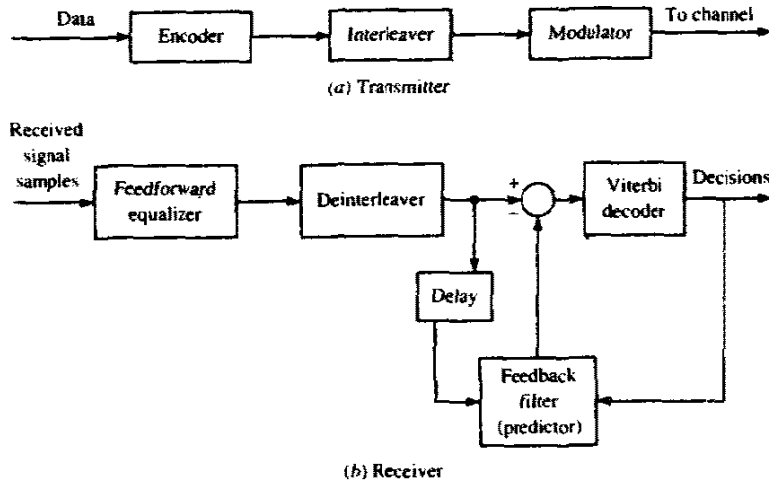 Data
Encoder
Interleaver
Modulator
To channel
(a) Transmitter
Received
signal
samples
Feedforward
equalizer
Deinterleaver
+
−
Viterbi
decoder
Decisions
Delay
Feedback
filter
(predictor)
(b) Receiver